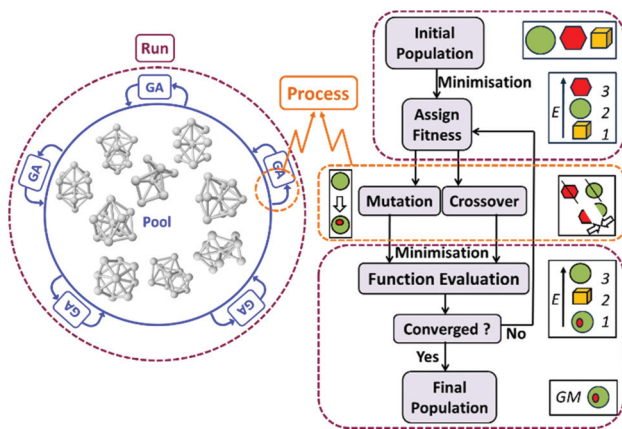 Run
GA
GA
GA
GA
GA
Pool
Process
Initial
Population
Minimisation
Assign
Fitness
E
3
2
1
Mutation
Crossover
Minimisation
Function Evaluation
E
3
2
1
Converged ?
No
Yes
Final
Population
GM